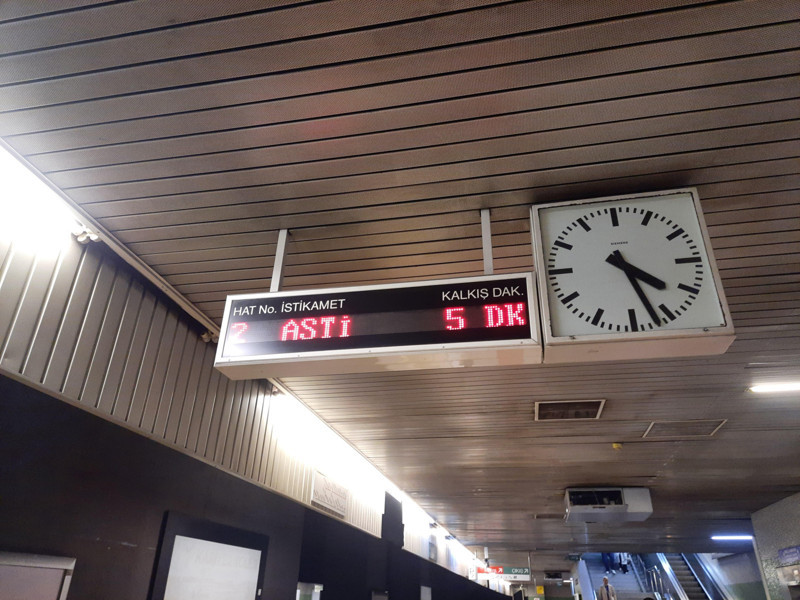 HAT No. İSTİKAMET KALKIŞ DAK.
2 ASTİ 5 DK